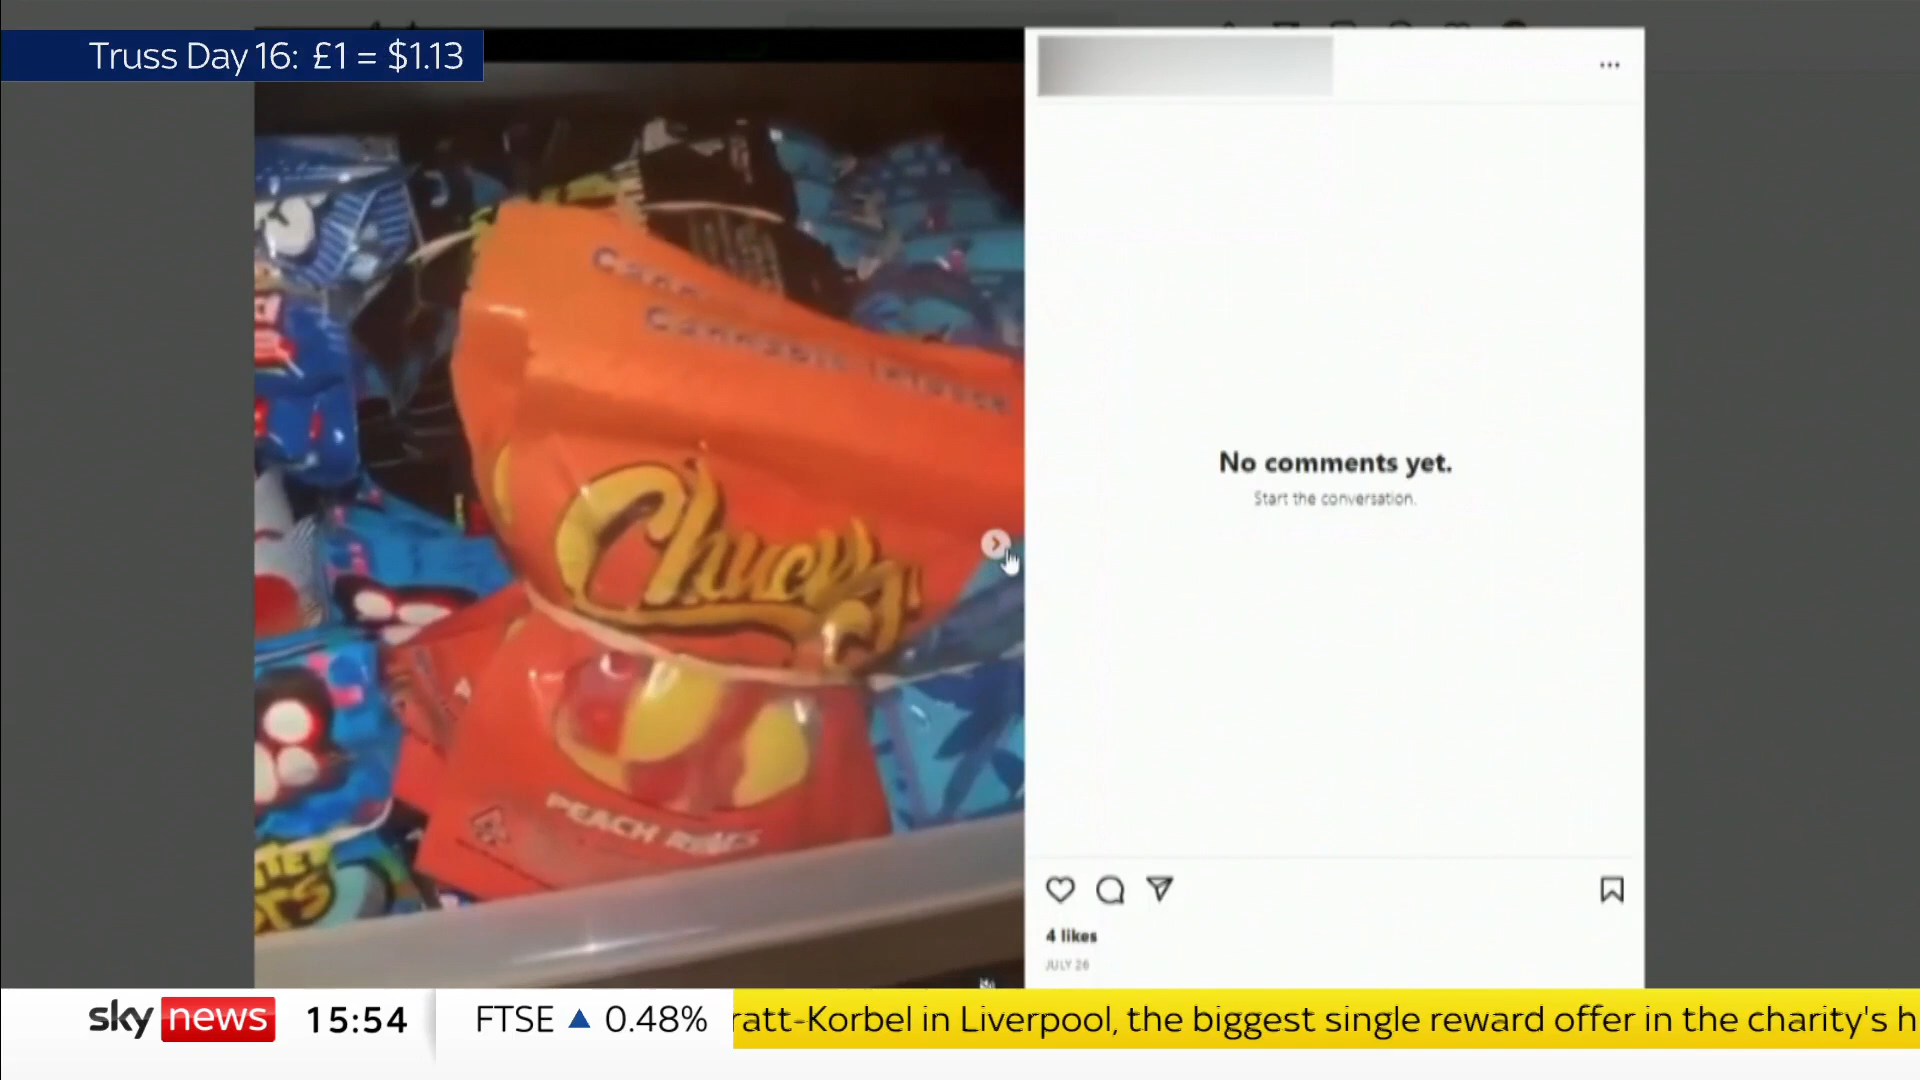 Truss Day 16: £1 = $1.13
Cannabis Infused
Chuckles
PEACH RINGS
No comments yet.
Start the conversation.
4 likes
JULY 26
sky news 15:54 FTSE 0.48% ratt-Korbel in Liverpool, the biggest single reward offer in the charity's h